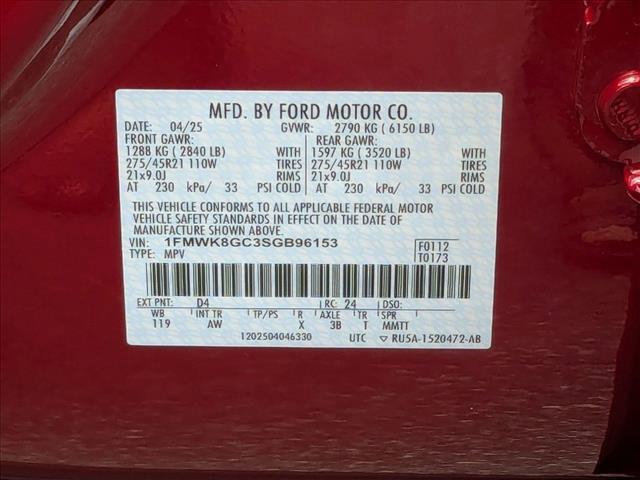 MFD. BY FORD MOTOR CO.
DATE: 04/25 GVWR: 2790 KG ( 6150 LB)
FRONT GAWR: REAR GAWR:
1288 KG ( 2840 LB) WITH 1597 KG ( 3520 LB) WITH
275/45R21 110W TIRES 275/45R21 110W TIRES
21x9.0J RIMS 21x9.0J RIMS
AT 230 kPa/ 33 PSI COLD AT 230 kPa/ 33 PSI COLD
THIS VEHICLE CONFORMS TO ALL APPLICABLE FEDERAL MOTOR
VEHICLE SAFETY STANDARDS IN EFFECT ON THE DATE OF
MANUFACTURE SHOWN ABOVE.
VIN: 1FMWK8GC3SGB96153 F0112
TYPE: MPV T0173
EXT PNT: D4 RC: 24 DSO:
WB INT TR TP/PS R AXLE TR SPR
119 AW X 3B T MMTT
1202504046330 UTC ▽ RU5A-1520472-AB